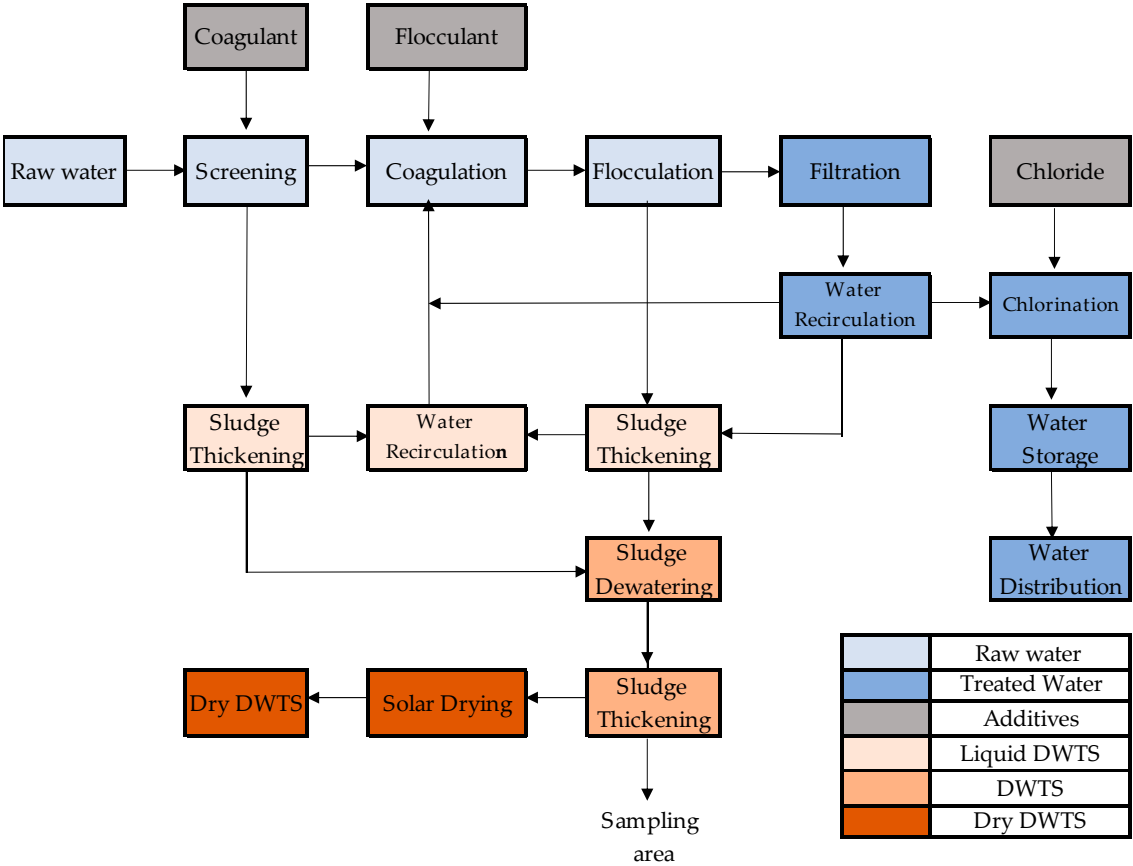 Coagulant
Flocculant
Raw water
Screening
Coagulation
Flocculation
Filtration
Chloride
Water
Recirculation
Chlorination
Sludge
Thickening
Water
Recirculation
Sludge
Thickening
Water
Storage
Sludge
Dewatering
Water
Distribution
Dry DWTS
Solar Drying
Sludge
Thickening
Sampling
area
Raw water
Treated Water
Additives
Liquid DWTS
DWTS
Dry DWTS